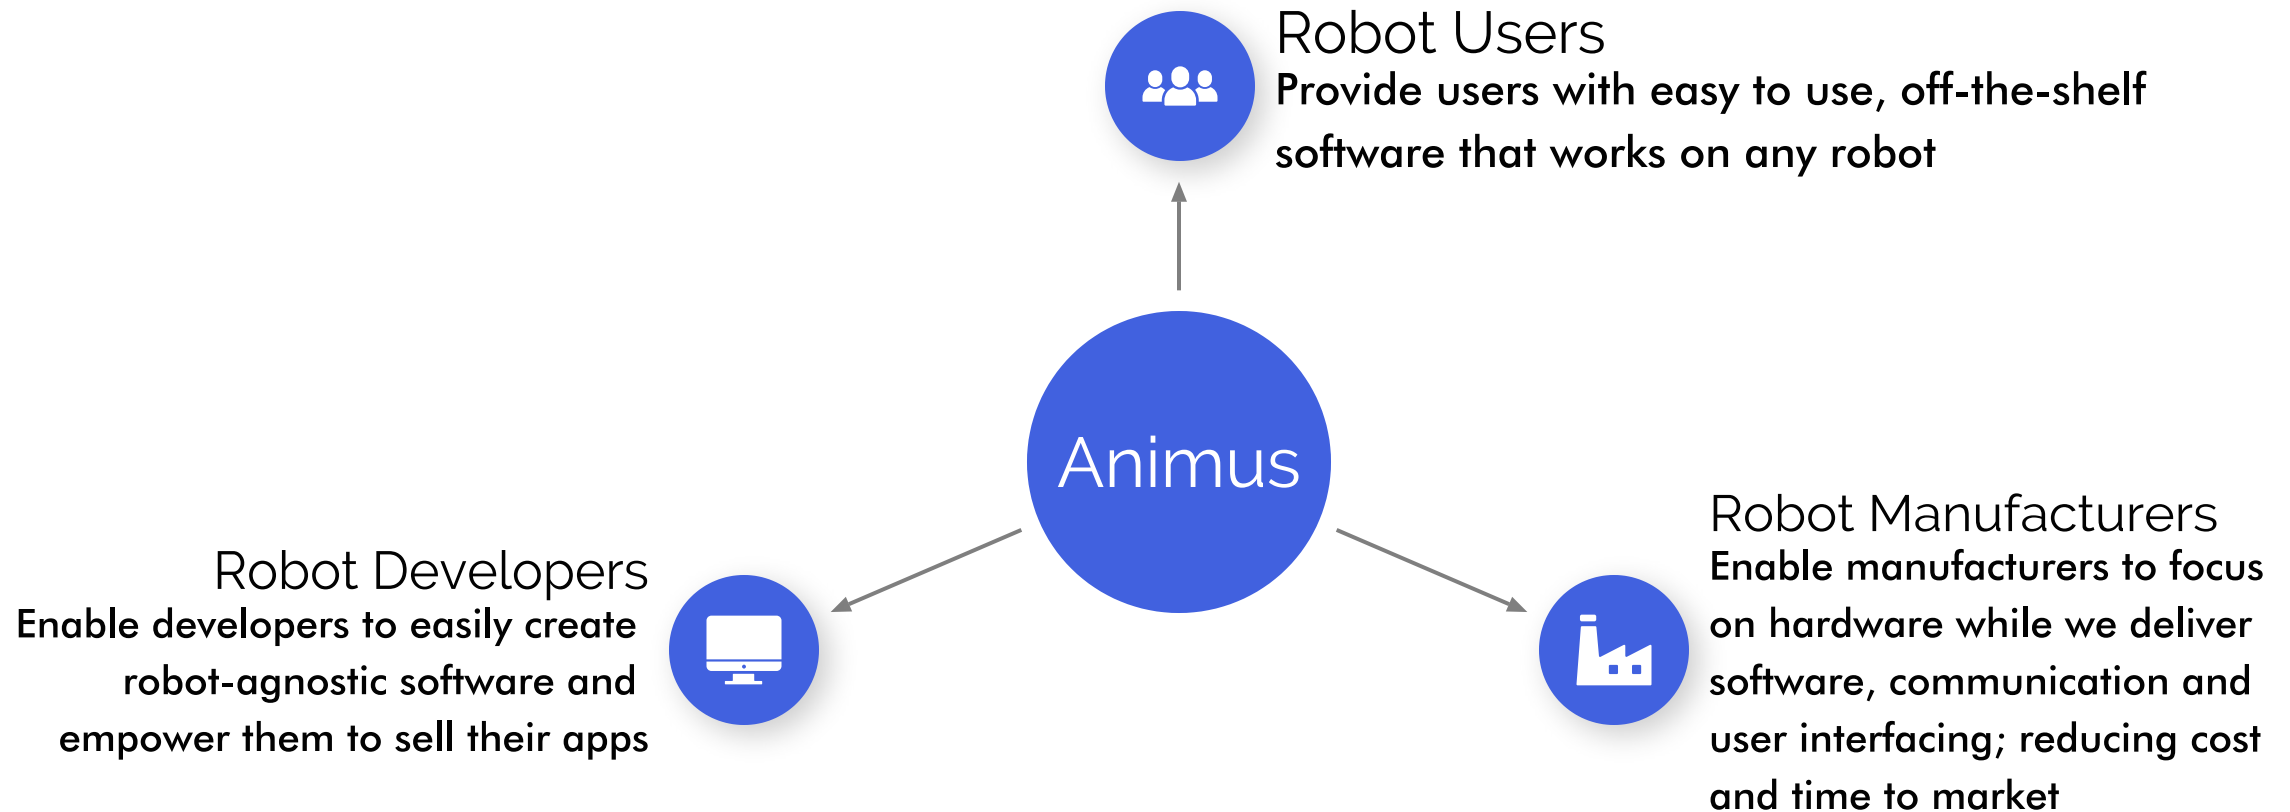 Robot Users
Provide users with easy to use, off-the-shelf
software that works on any robot
Animus
Robot Developers
Enable developers to easily create
robot-agnostic software and
empower them to sell their apps
Robot Manufacturers
Enable manufacturers to focus
on hardware while we deliver
software, communication and
user interfacing; reducing cost
and time to market